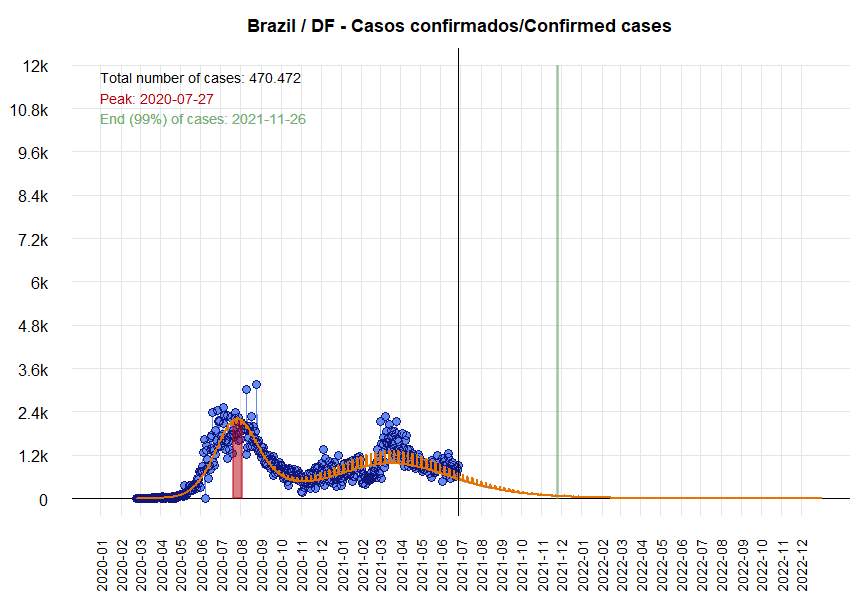 Brazil / DF - Casos confirmados/Confirmed cases
Total number of cases: 470.472
Peak: 2020-07-27
End (99%) of cases: 2021-11-26
12k
10.8k
9.6k
8.4k
7.2k
6k
4.8k
3.6k
2.4k
1.2k
0
2020-01
2020-02
2020-03
2020-04
2020-05
2020-06
2020-07
2020-08
2020-09
2020-10
2020-11
2020-12
2021-01
2021-02
2021-03
2021-04
2021-05
2021-06
2021-07
2021-08
2021-09
2021-10
2021-11
2021-12
2022-01
2022-02
2022-03
2022-04
2022-05
2022-06
2022-07
2022-08
2022-09
2022-10
2022-11
2022-12